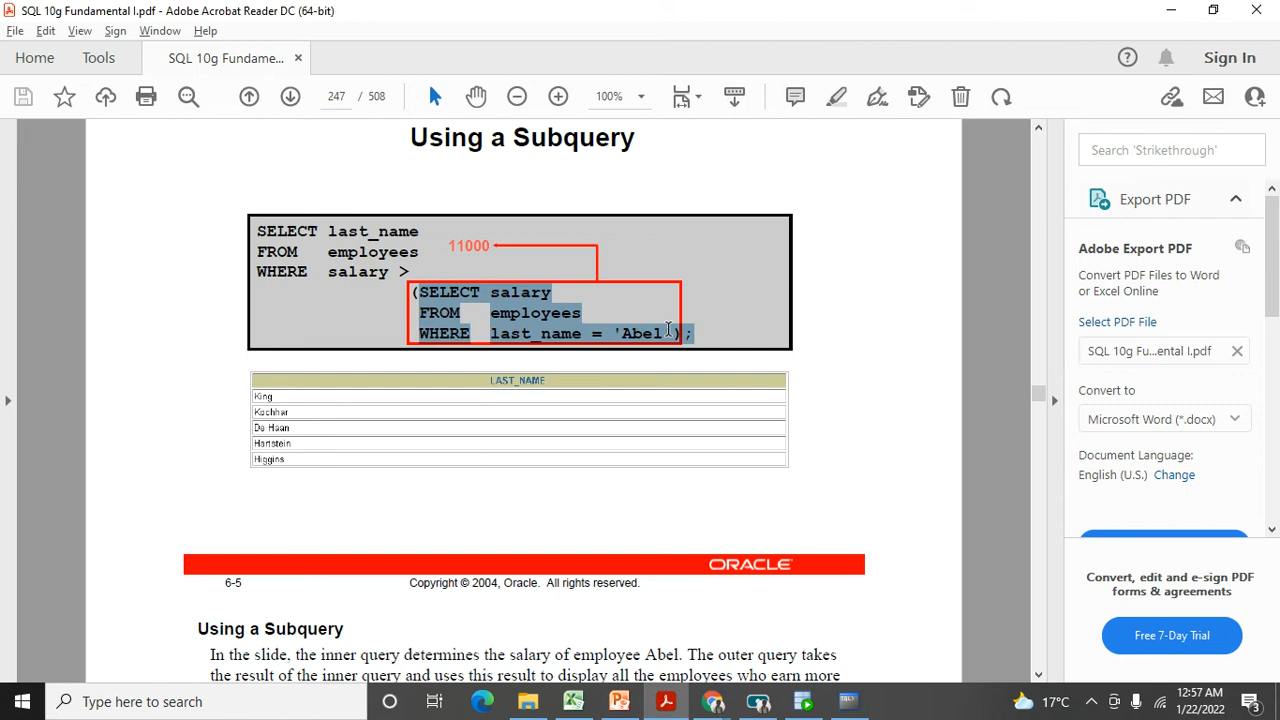 SQL 10g Fundamental I.pdf - Adobe Acrobat Reader DC (64-bit)
File Edit View Sign Window Help
Home Tools SQL 10g Fundame... × Sign In
247 / 508 100%
Using a Subquery
SELECT last_name
11000
FROM employees
WHERE salary >
(SELECT salary
FROM employees
WHERE last_name = 'Abel');
LAST_NAME
King
Kochhar
De Haan
Hartstein
Higgins
ORACLE
6-5 Copyright © 2004, Oracle. All rights reserved.
Using a Subquery
In the slide, the inner query determines the salary of employee Abel. The outer query takes
the result of the inner query and uses this result to display all the employees who earn more
Search 'Strikethrough'
Export PDF
Adobe Export PDF
Convert PDF Files to Word
or Excel Online
Select PDF File
SQL 10g Fu...ental I.pdf
Convert to
Microsoft Word (*.docx)
Document Language:
English (U.S.) Change
Convert, edit and e-sign PDF
forms & agreements
Free 7-Day Trial
Type here to search
17°C
12:57 AM
1/22/2022
3